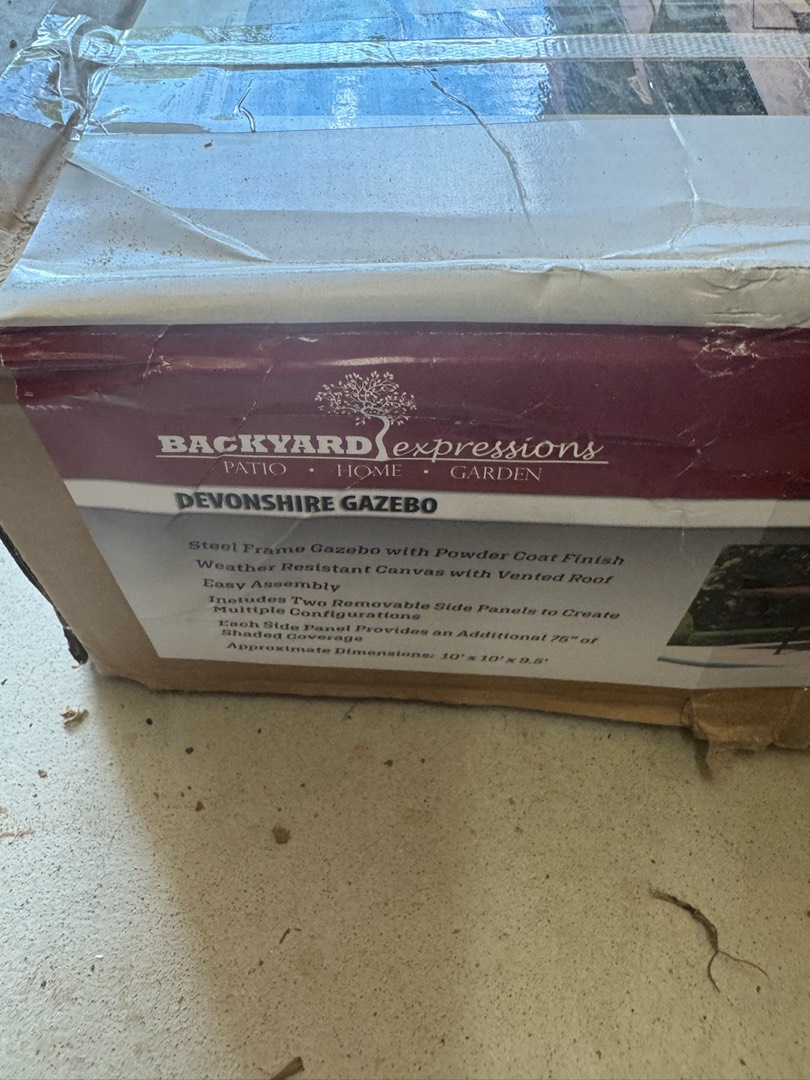 BACKYARD expressions
PATIO • HOME • GARDEN
DEVONSHIRE GAZEBO
Steel Frame Gazebo with Powder Coat Finish
Weather Resistant Canvas with Vented Roof
Easy Assembly
Includes Two Removable Side Panels to Create
Multiple Configurations
Each Side Panel Provides an Additional 75" of
Shaded Coverage
Approximate Dimensions: 10' x 10' x 9.5'